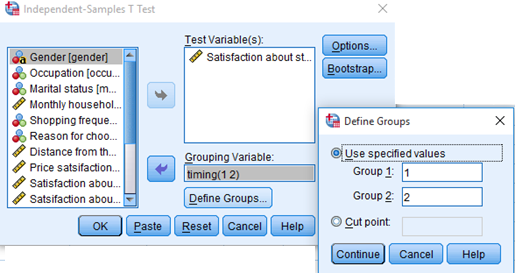 Independent-Samples T Test
Test Variable(s):
Gender [gender]
Occupation [occu...
Marital status [m...
Monthly househol...
Shopping freque...
Reason for choo...
Distance from th...
Price satsifaction...
Satisfaction abou...
Satsifaction abou...
Satisfaction about st...
Options...
Bootstrap...
Grouping Variable:
timing(1 2)
Define Groups...
OK Paste Reset Cancel Help
Define Groups
Use specified values
Group 1: 1
Group 2: 2
Cut point:
Continue Cancel Help